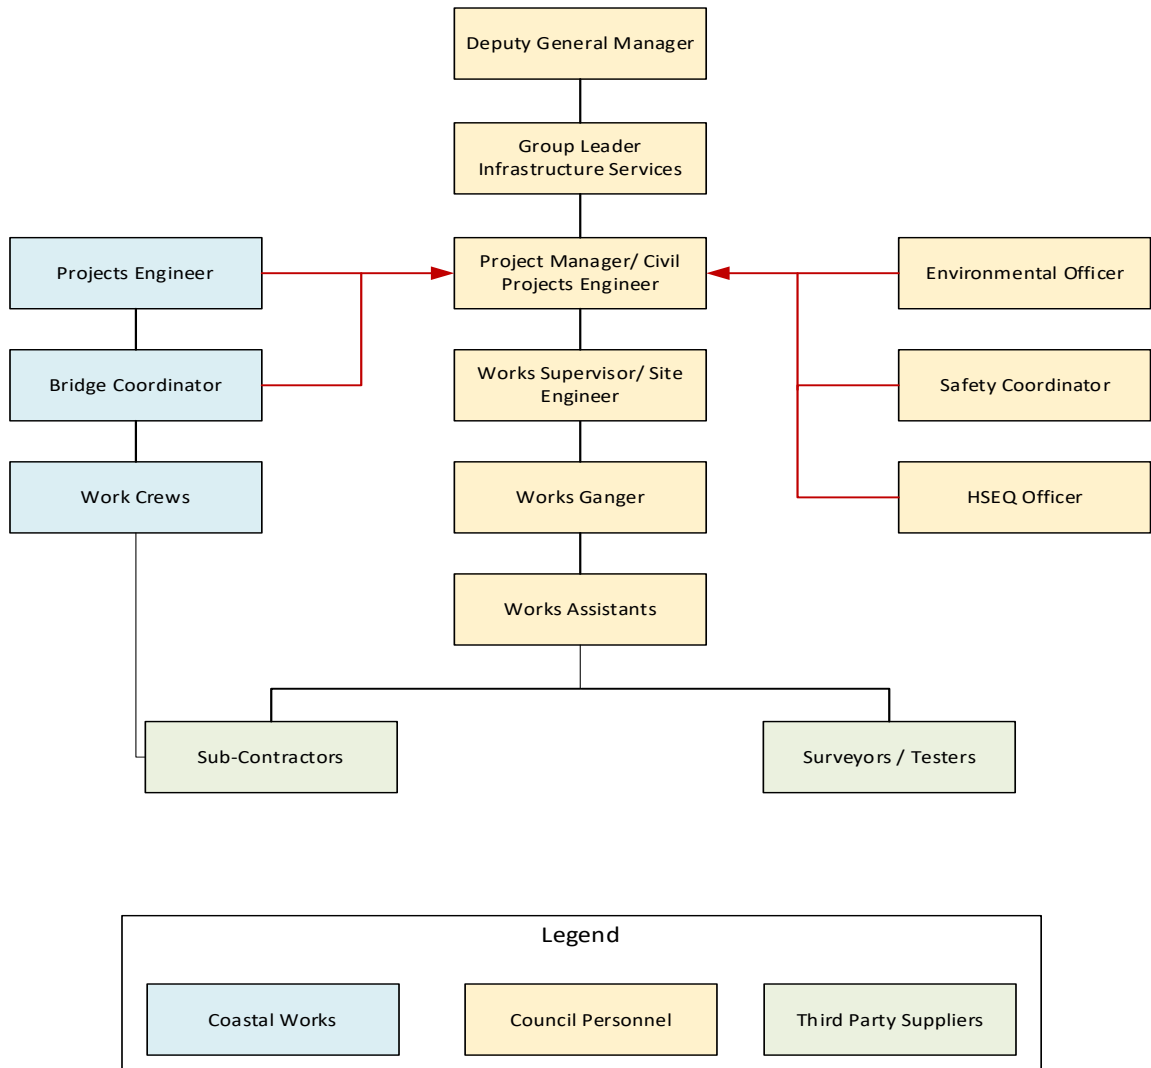 Deputy General Manager
Group Leader
Infrastructure Services
Projects Engineer
Project Manager/ Civil
Projects Engineer
Environmental Officer
Bridge Coordinator
Works Supervisor/ Site
Engineer
Safety Coordinator
Work Crews
Works Ganger
HSEQ Officer
Works Assistants
Sub-Contractors
Surveyors / Testers
Legend
Coastal Works
Council Personnel
Third Party Suppliers